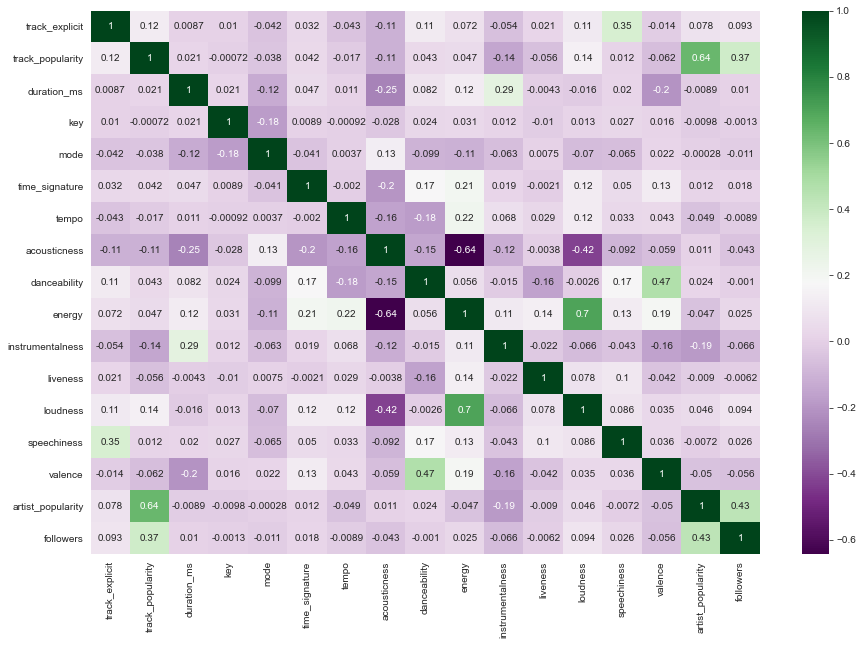 track_explicit 1 0.12 0.0087 0.01 -0.042 0.032 -0.043 -0.11 0.11 0.072 -0.054 0.021 0.11 0.35 -0.014 0.078 0.093
track_popularity 0.12 1 0.021 -0.00072 -0.038 0.042 -0.017 -0.11 0.043 0.047 -0.14 -0.056 0.14 0.012 -0.062 0.64 0.37
duration_ms 0.0087 0.021 1 0.021 -0.12 0.047 0.011 -0.25 0.082 0.12 0.29 -0.0043 -0.016 0.02 -0.2 -0.0089 0.01
key 0.01 -0.00072 0.021 1 -0.18 0.0089 -0.00092 -0.028 0.024 0.031 0.012 -0.01 0.013 0.027 0.016 -0.0098 -0.0013
mode -0.042 -0.038 -0.12 -0.18 1 -0.041 0.0037 0.13 -0.099 -0.11 -0.063 0.0075 -0.07 -0.065 0.022 -0.00028 -0.011
time_signature 0.032 0.042 0.047 0.0089 -0.041 1 -0.002 -0.2 0.17 0.21 0.019 -0.0021 0.12 0.05 0.13 0.012 0.018
tempo -0.043 -0.017 0.011 -0.00092 0.0037 -0.002 1 -0.16 -0.18 0.22 0.068 0.029 0.12 0.033 0.043 -0.049 -0.0089
acousticness -0.11 -0.11 -0.25 -0.028 0.13 -0.2 -0.16 1 -0.15 -0.64 -0.12 -0.0038 -0.42 -0.092 -0.059 0.011 -0.043
danceability 0.11 0.043 0.082 0.024 -0.099 0.17 -0.18 -0.15 1 0.056 -0.015 -0.16 -0.0026 0.17 0.47 0.024 -0.001
energy 0.072 0.047 0.12 0.031 -0.11 0.21 0.22 -0.64 0.056 1 0.11 0.14 0.7 0.13 0.19 -0.047 0.025
instrumentalness -0.054 -0.14 0.29 0.012 -0.063 0.019 0.068 -0.12 -0.015 0.11 1 -0.022 -0.066 -0.043 -0.16 -0.19 -0.066
liveness 0.021 -0.056 -0.0043 -0.01 0.0075 -0.0021 0.029 -0.0038 -0.16 0.14 -0.022 1 0.078 0.1 -0.042 -0.009 -0.0062
loudness 0.11 0.14 -0.016 0.013 -0.07 0.12 0.12 -0.42 -0.0026 0.7 -0.066 0.078 1 0.086 0.035 0.046 0.094
speechiness 0.35 0.012 0.02 0.027 -0.065 0.05 0.033 -0.092 0.17 0.13 -0.043 0.1 0.086 1 0.036 -0.0072 0.026
valence -0.014 -0.062 -0.2 0.016 0.022 0.13 0.043 -0.059 0.47 0.19 -0.16 -0.042 0.035 0.036 1 -0.05 -0.056
artist_popularity 0.078 0.64 -0.0089 -0.0098 -0.00028 0.012 -0.049 0.011 0.024 -0.047 -0.19 -0.009 0.046 -0.0072 -0.05 1 0.43
followers 0.093 0.37 0.01 -0.0013 -0.011 0.018 -0.0089 -0.043 -0.001 0.025 -0.066 -0.0062 0.094 0.026 -0.056 0.43 1
track_explicit
track_popularity
duration_ms
key
mode
time_signature
tempo
acousticness
danceability
energy
instrumentalness
liveness
loudness
speechiness
valence
artist_popularity
followers
1.0
0.8
0.6
0.4
0.2
0.0
-0.2
-0.4
-0.6